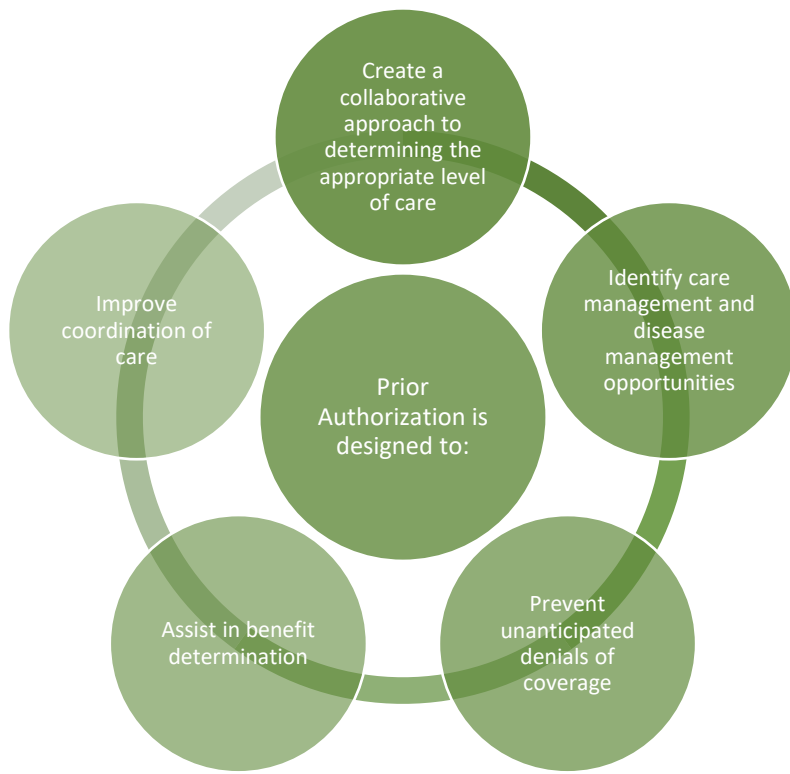 Create a
collaborative
approach to
determining the
appropriate level
of care
Identify care
management and
disease
management
opportunities
Prevent
unanticipated
denials of
coverage
Assist in benefit
determination
Improve
coordination of
care
Prior
Authorization is
designed to: